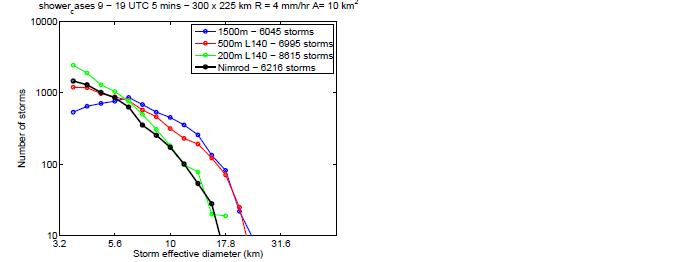 shower_cases 9 − 19 UTC 5 mins − 300 x 225 km R = 4 mm/hr A= 10 km²
10000
1500m − 6045 storms
500m L140 − 6995 storms
200m L140 − 8615 storms
Nimrod − 6216 storms
1000
Number of storms
100
10
3.2 5.6 10 17.8 31.6
Storm effective diameter (km)